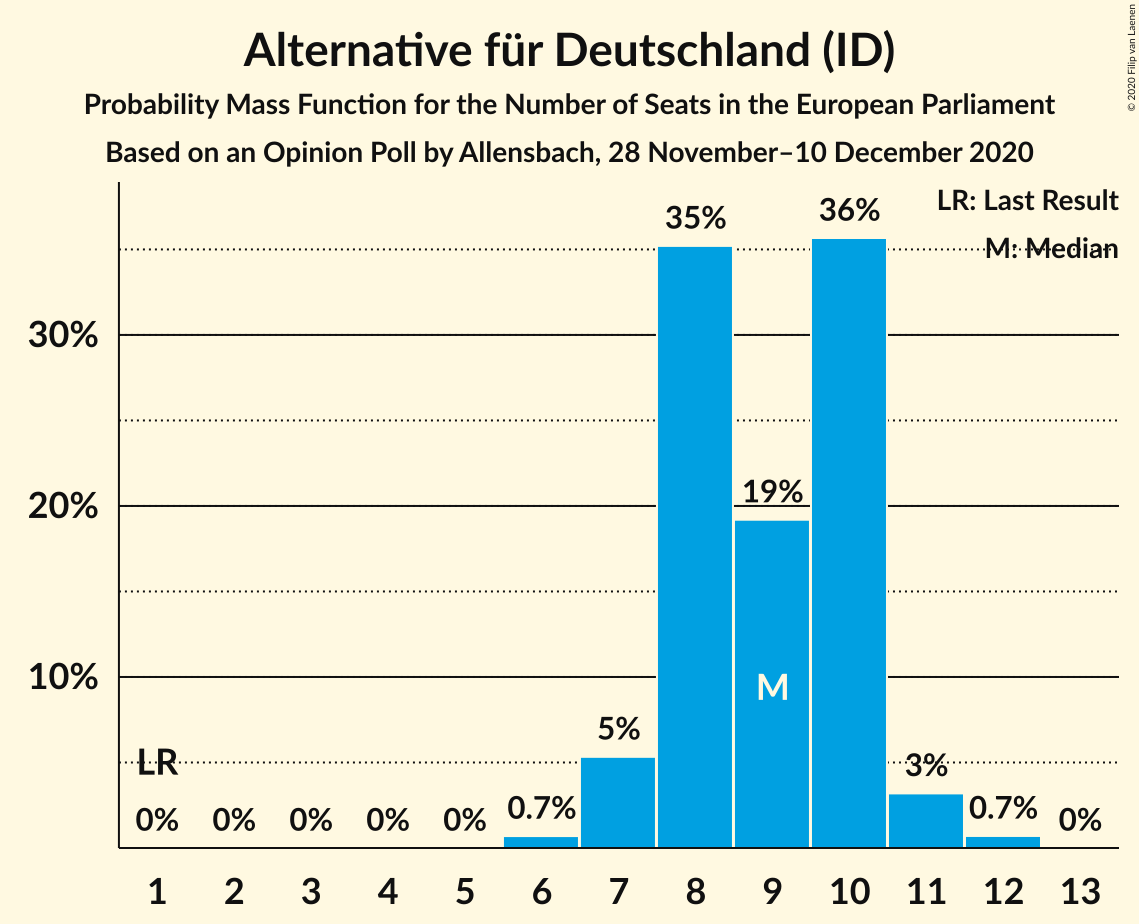 Alternative für Deutschland (ID)
Probability Mass Function for the Number of Seats in the European Parliament
Based on an Opinion Poll by Allensbach, 28 November–10 December 2020
© 2020 Filip van Laenen
LR: Last Result
M: Median
35%
36%
30%
19%
20%
M
10%
5%
LR
3%
0%
0%
0%
0%
0%
0.7%
0.7%
0%
1 2 3 4 5 6 7 8 9 10 11 12 13